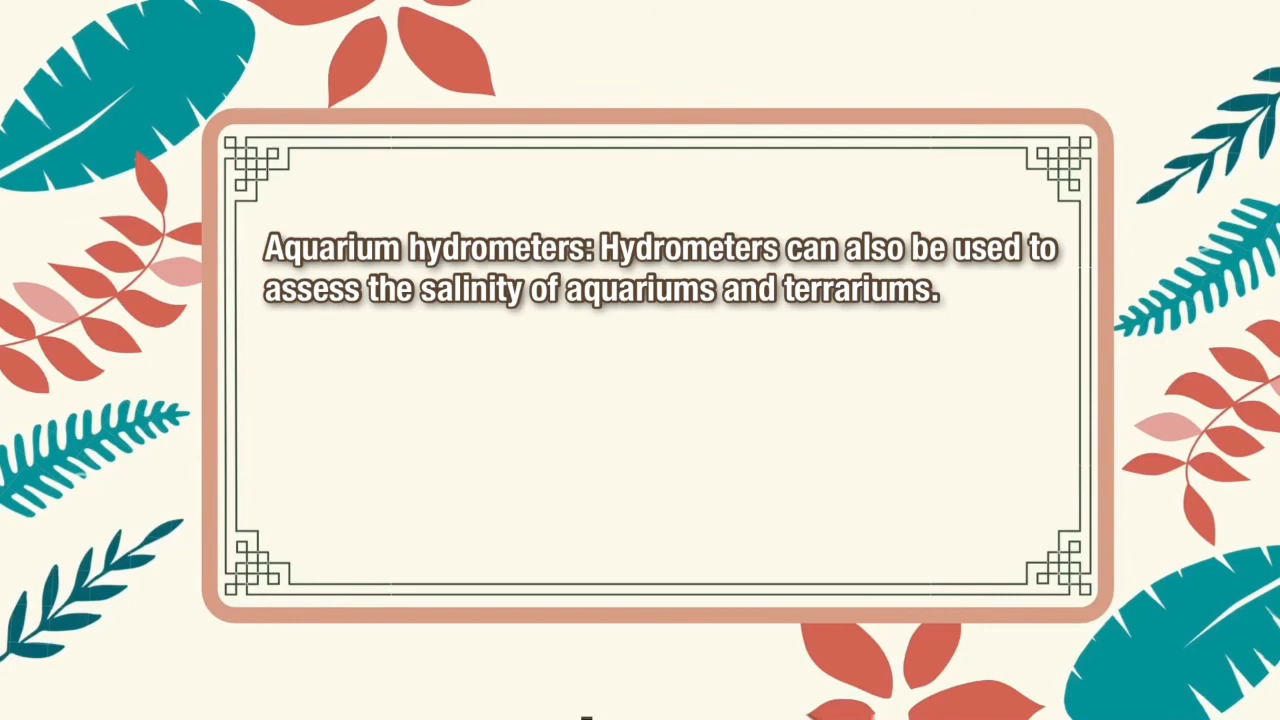 Aquarium hydrometers: Hydrometers can also be used to
assess the salinity of aquariums and terrariums.